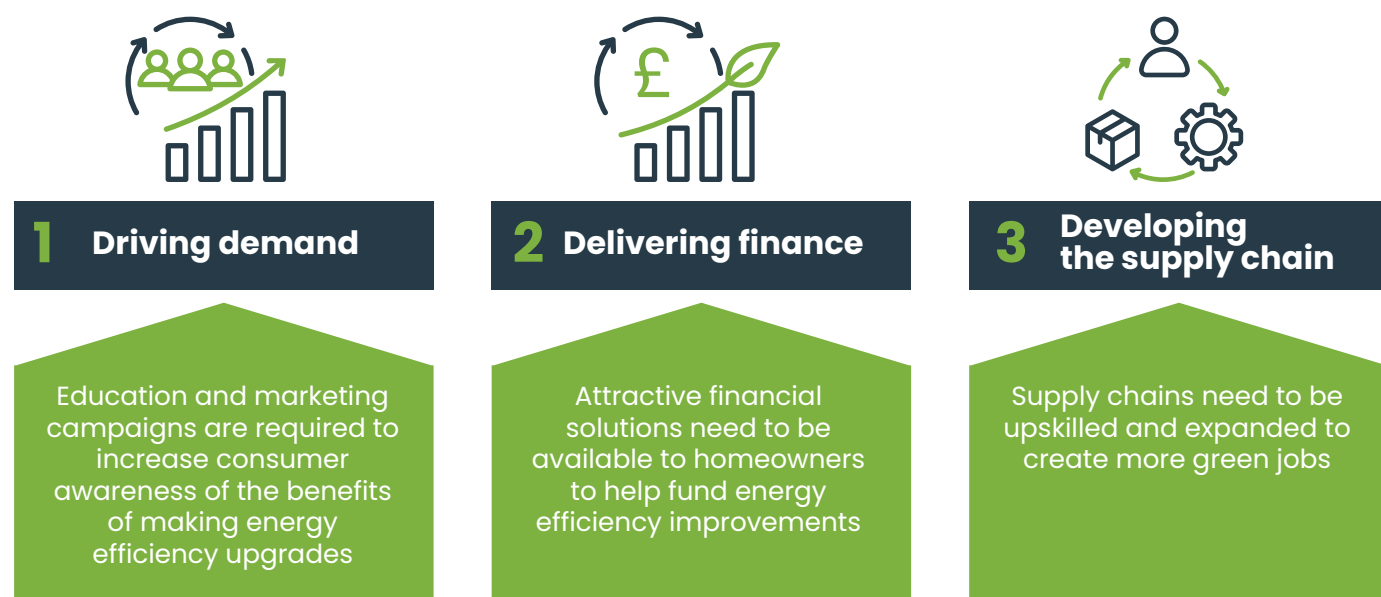 £
1 Driving demand
Education and marketing
campaigns are required to
increase consumer
awareness of the benefits
of making energy
efficiency upgrades
2 Delivering finance
Attractive financial
solutions need to be
available to homeowners
to help fund energy
efficiency improvements
3 Developing
the supply chain
Supply chains need to be
upskilled and expanded to
create more green jobs